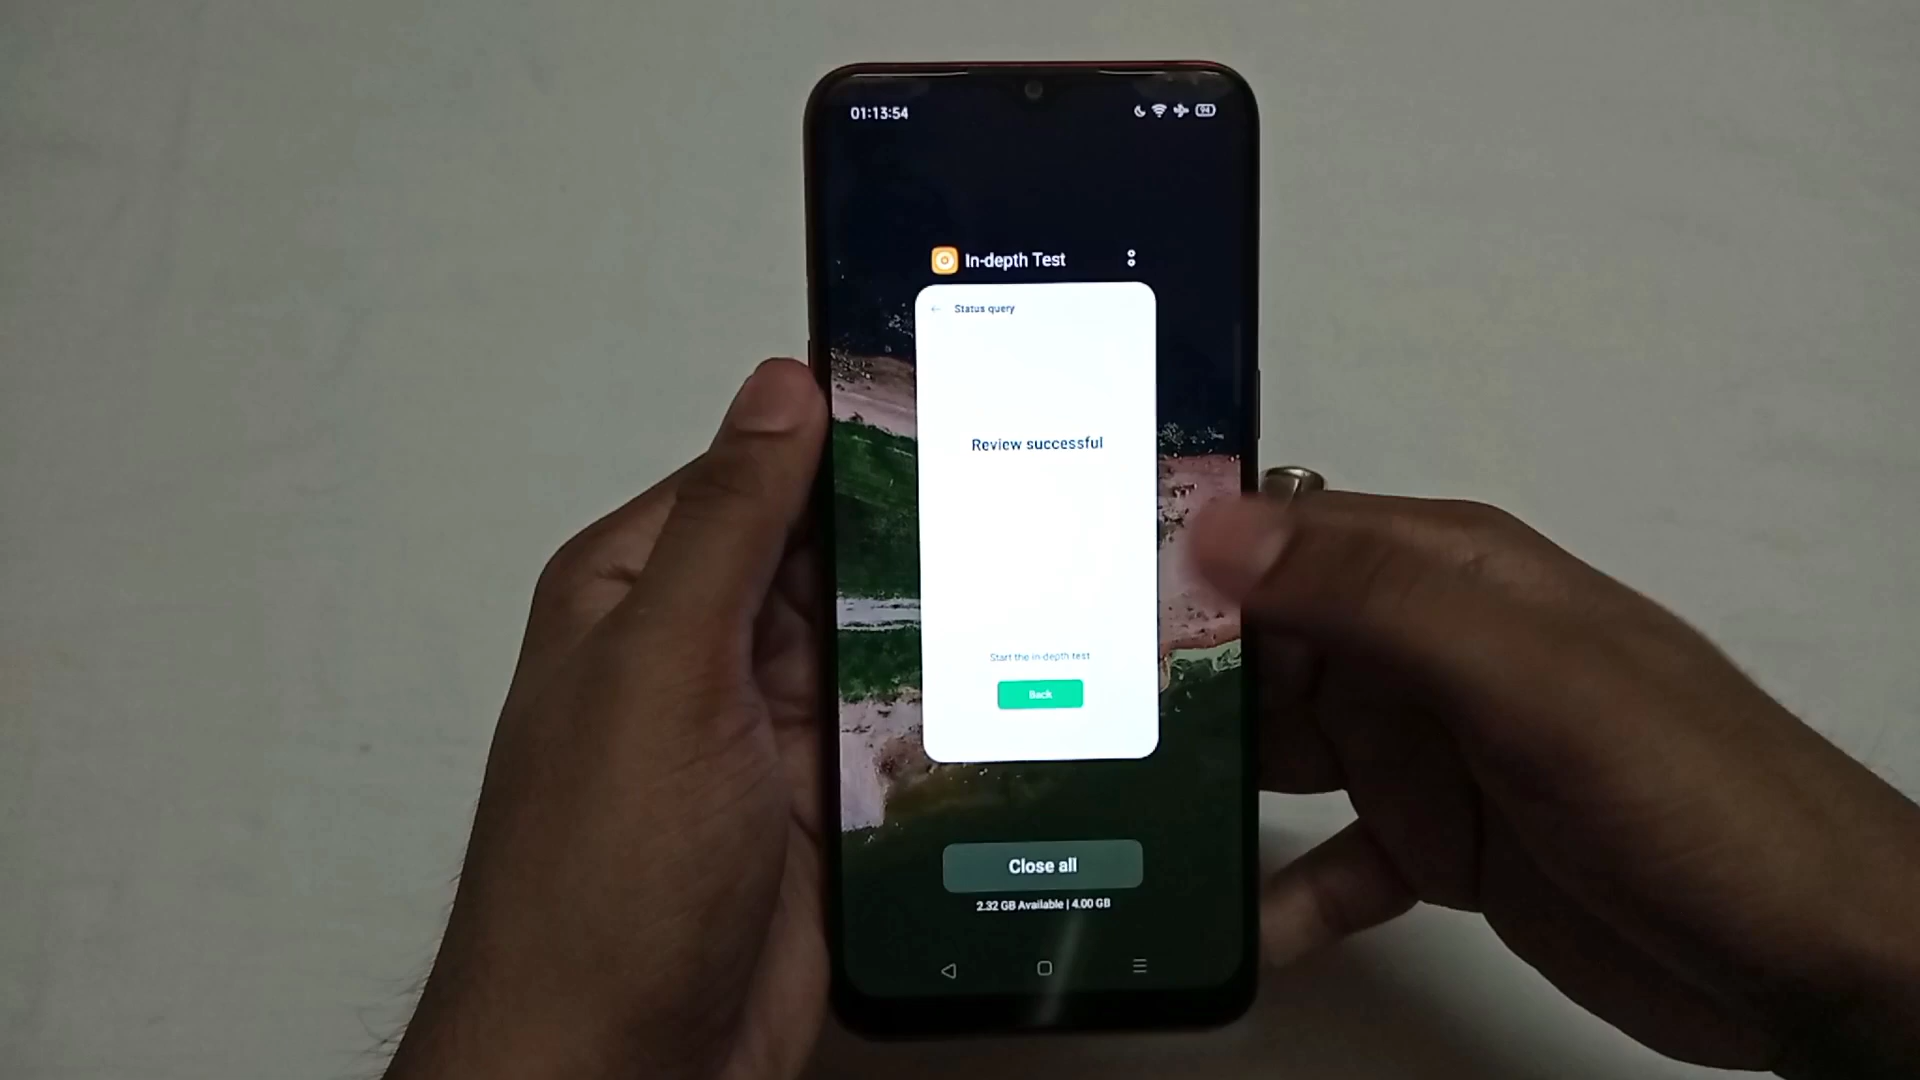 01:13:54
94
In-depth Test
Status query
Review successful
Start the in-depth test
Back
Close all
2.32 GB Available | 4.00 GB